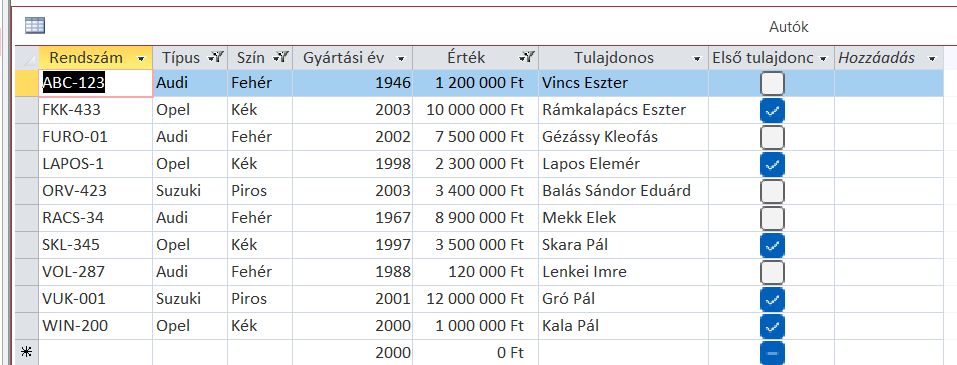 Autók
Rendszám Típus Szín Gyártási év Érték Tulajdonos Első tulajdonc Hozzáadás
ABC-123 Audi Fehér 1946 1 200 000 Ft Vincs Eszter
FKK-433 Opel Kék 2003 10 000 000 Ft Rámkalapács Eszter
FURO-01 Audi Fehér 2002 7 500 000 Ft Gézássy Kleofás
LAPOS-1 Opel Kék 1998 2 300 000 Ft Lapos Elemér
ORV-423 Suzuki Piros 2003 3 400 000 Ft Balás Sándor Eduárd
RACS-34 Audi Fehér 1967 8 900 000 Ft Mekk Elek
SKL-345 Opel Kék 1997 3 500 000 Ft Skara Pál
VOL-287 Audi Fehér 1988 120 000 Ft Lenkei Imre
VUK-001 Suzuki Piros 2001 12 000 000 Ft Gró Pál
WIN-200 Opel Kék 2000 1 000 000 Ft Kala Pál
2000 0 Ft